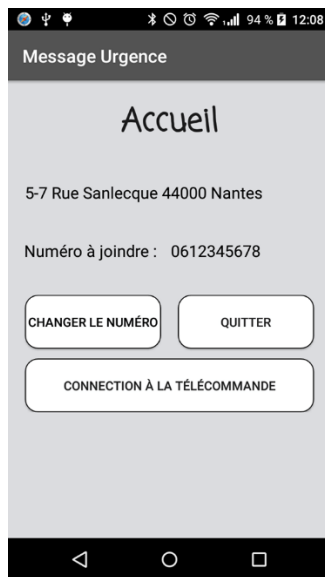 94 % 12:08
Message Urgence
Accueil
5-7 Rue Sanlecque 44000 Nantes
Numéro à joindre : 0612345678
CHANGER LE NUMÉRO QUITTER
CONNECTION À LA TÉLÉCOMMANDE